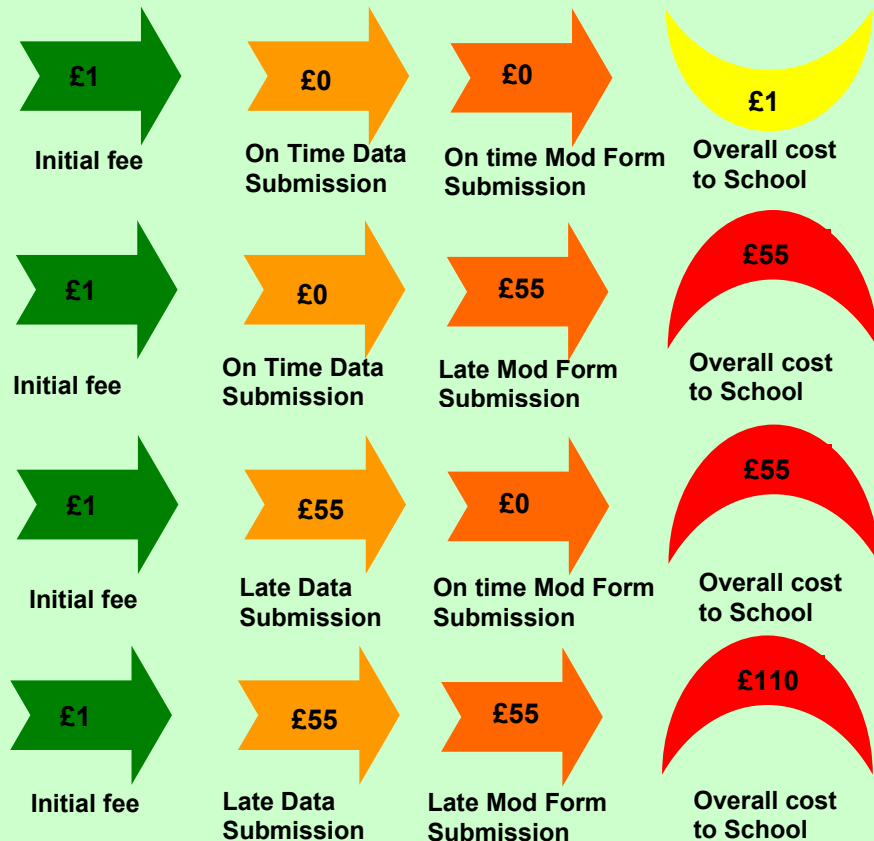 £1
£0
£0
£1
Initial fee
On Time Data
Submission
On time Mod Form
Submission
Overall cost
to School
£1
£0
£55
£55
Initial fee
On Time Data
Submission
Late Mod Form
Submission
Overall cost
to School
£1
£55
£0
£55
Initial fee
Late Data
Submission
On time Mod Form
Submission
Overall cost
to School
£1
£55
£55
£110
Initial fee
Late Data
Submission
Late Mod Form
Submission
Overall cost
to School